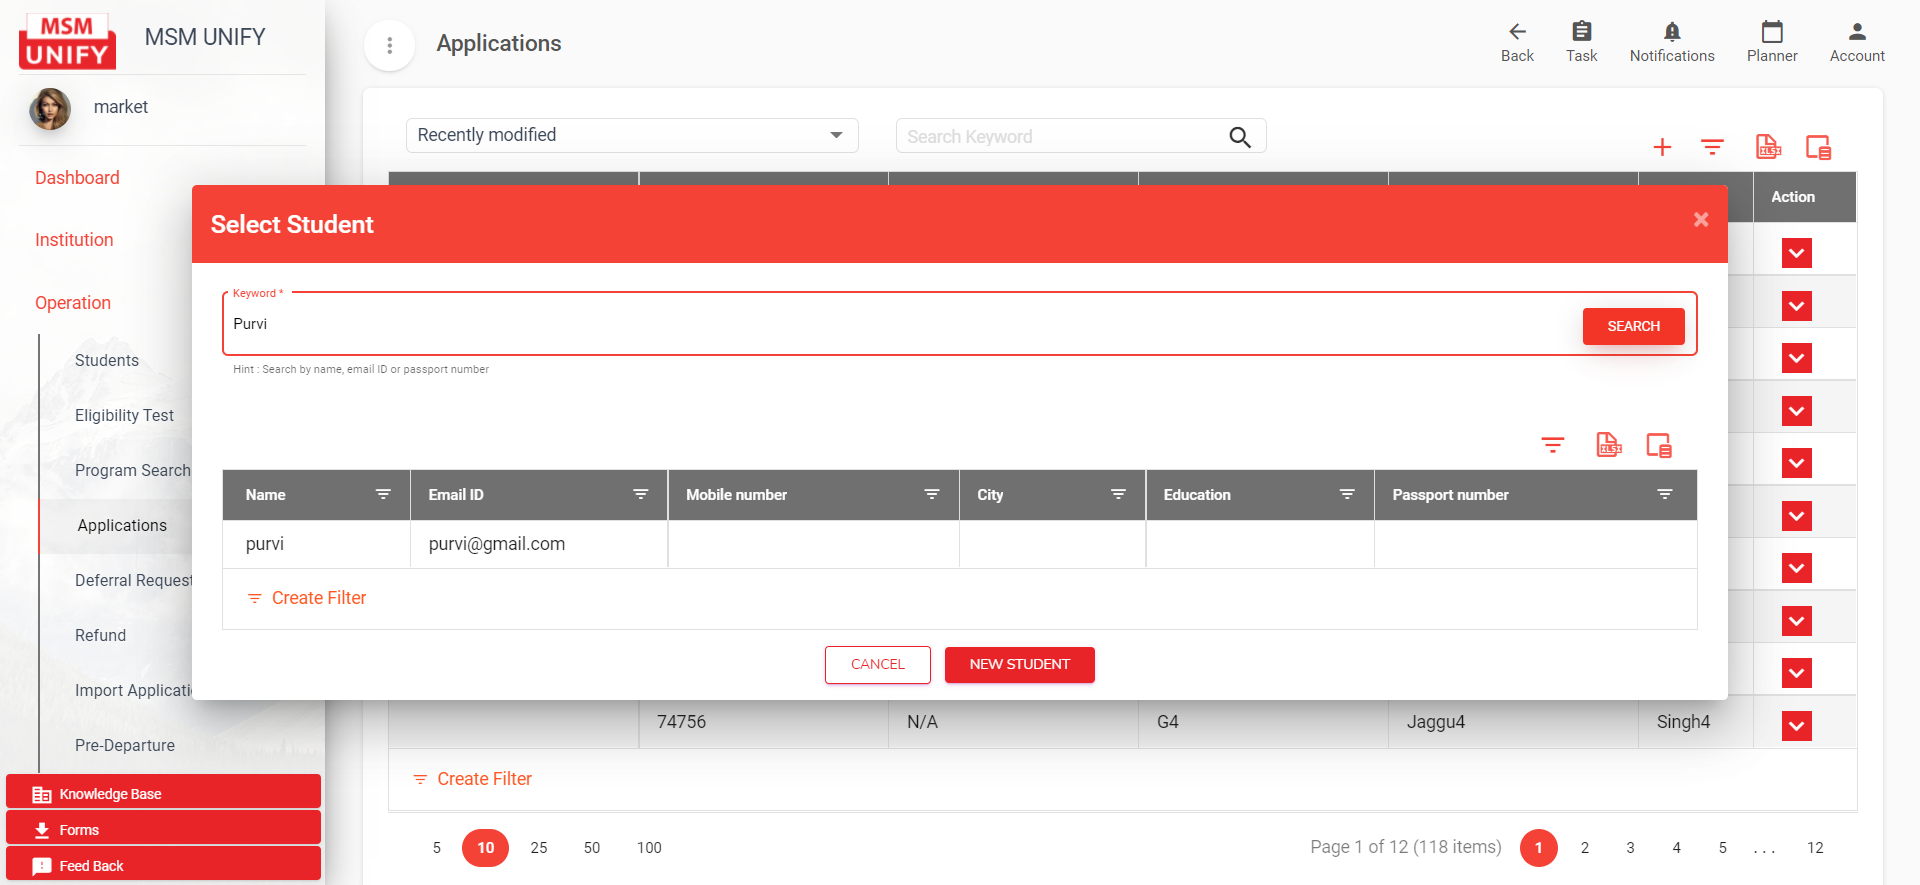 MSM
UNIFY
MSM UNIFY
market
Dashboard
Institution
Operation
Students
Eligibility Test
Program Search
Applications
Deferral Request
Refund
Import Applicati
Pre-Departure
Knowledge Base
Forms
Feed Back
Applications
Back
Task
Notifications
Planner
Account
Recently modified
Search Keyword
XLSX
Action
Select Student
×
Keyword *
Purvi
SEARCH
Hint : Search by name, email ID or passport number
XLSX
Name Email ID Mobile number City Education Passport number
purvi purvi@gmail.com
Create Filter
CANCEL NEW STUDENT
74756 N/A G4 Jaggu4 Singh4
Create Filter
5 10 25 50 100
Page 1 of 12 (118 items) 1 2 3 4 5 . . . 12